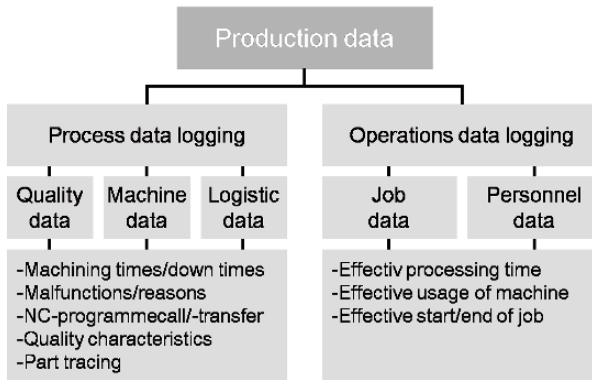 Production data
Process data logging
Operations data logging
Quality data
Machine data
Logistic data
Job data
Personnel data
-Machining times/down times
-Malfunctions/reasons
-NC-programmecall/-transfer
-Quality characteristics
-Part tracing
-Effectiv processing time
-Effective usage of machine
-Effective start/end of job